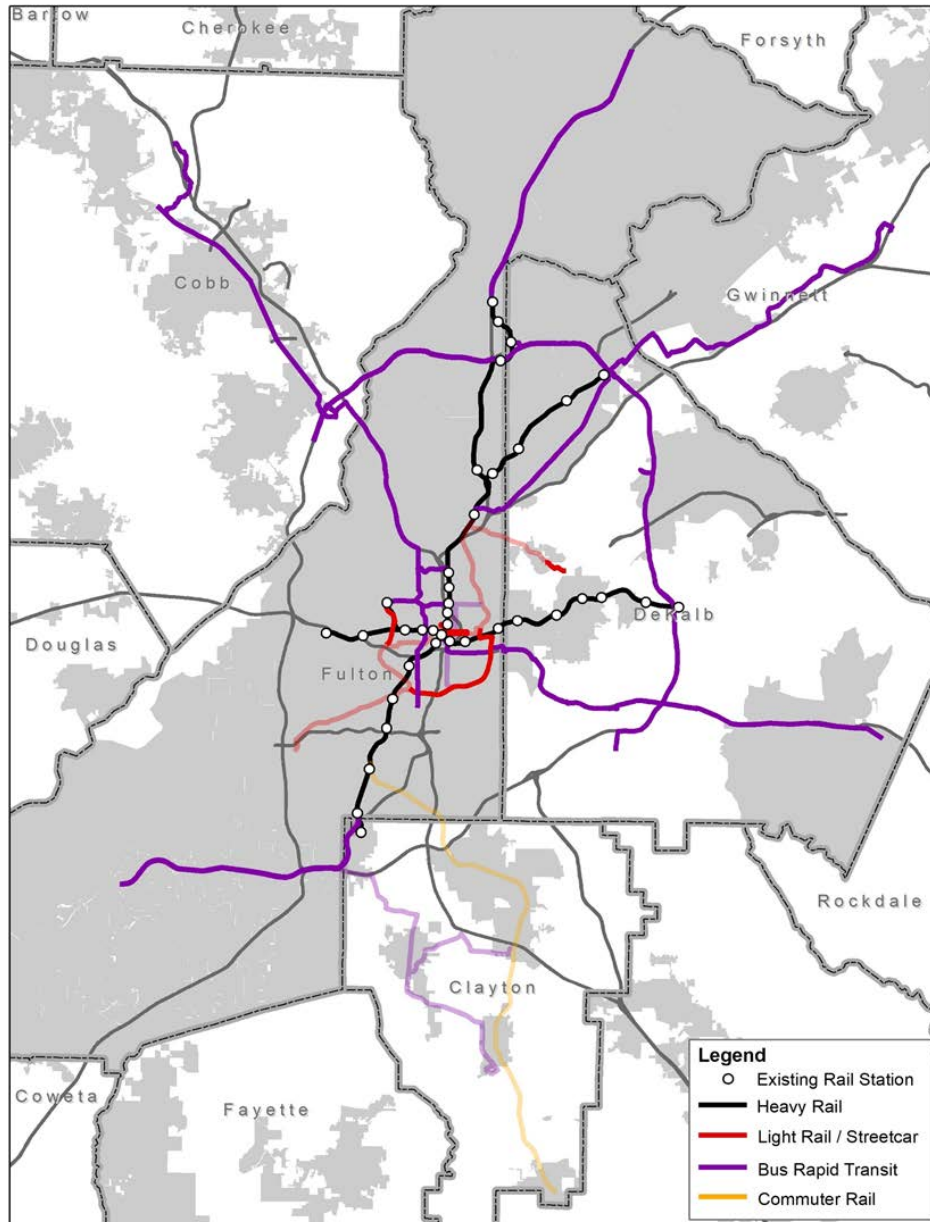 Bartow
Cherokee
Forsyth
Cobb
Gwinnett
DeKalb
Douglas
Fulton
Rockdale
Clayton
Coweta
Fayette
Legend
Existing Rail Station
Heavy Rail
Light Rail / Streetcar
Bus Rapid Transit
Commuter Rail